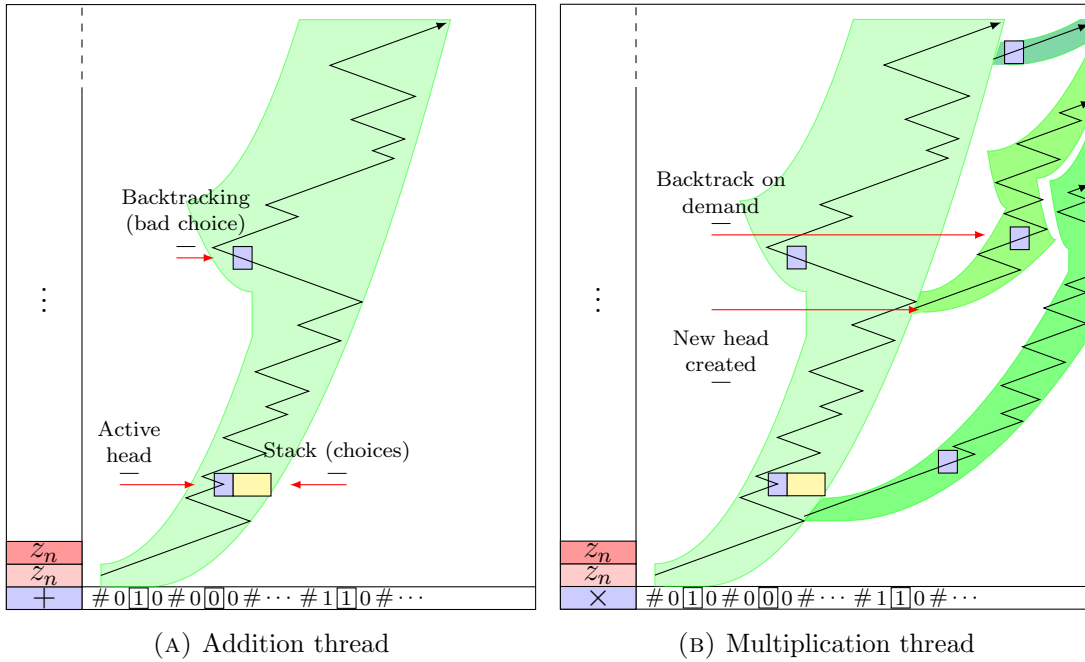 Backtracking
(bad choice)
Active
head
Stack (choices)
⋮
z_n
z_n
+
# 0 1 0 # 0 0 0 # ⋯ # 1 1 0 # ⋯
(A) Addition thread
Backtrack on
demand
New head
created
⋮
z_n
z_n
×
# 0 1 0 # 0 0 0 # ⋯ # 1 1 0 # ⋯
(B) Multiplication thread